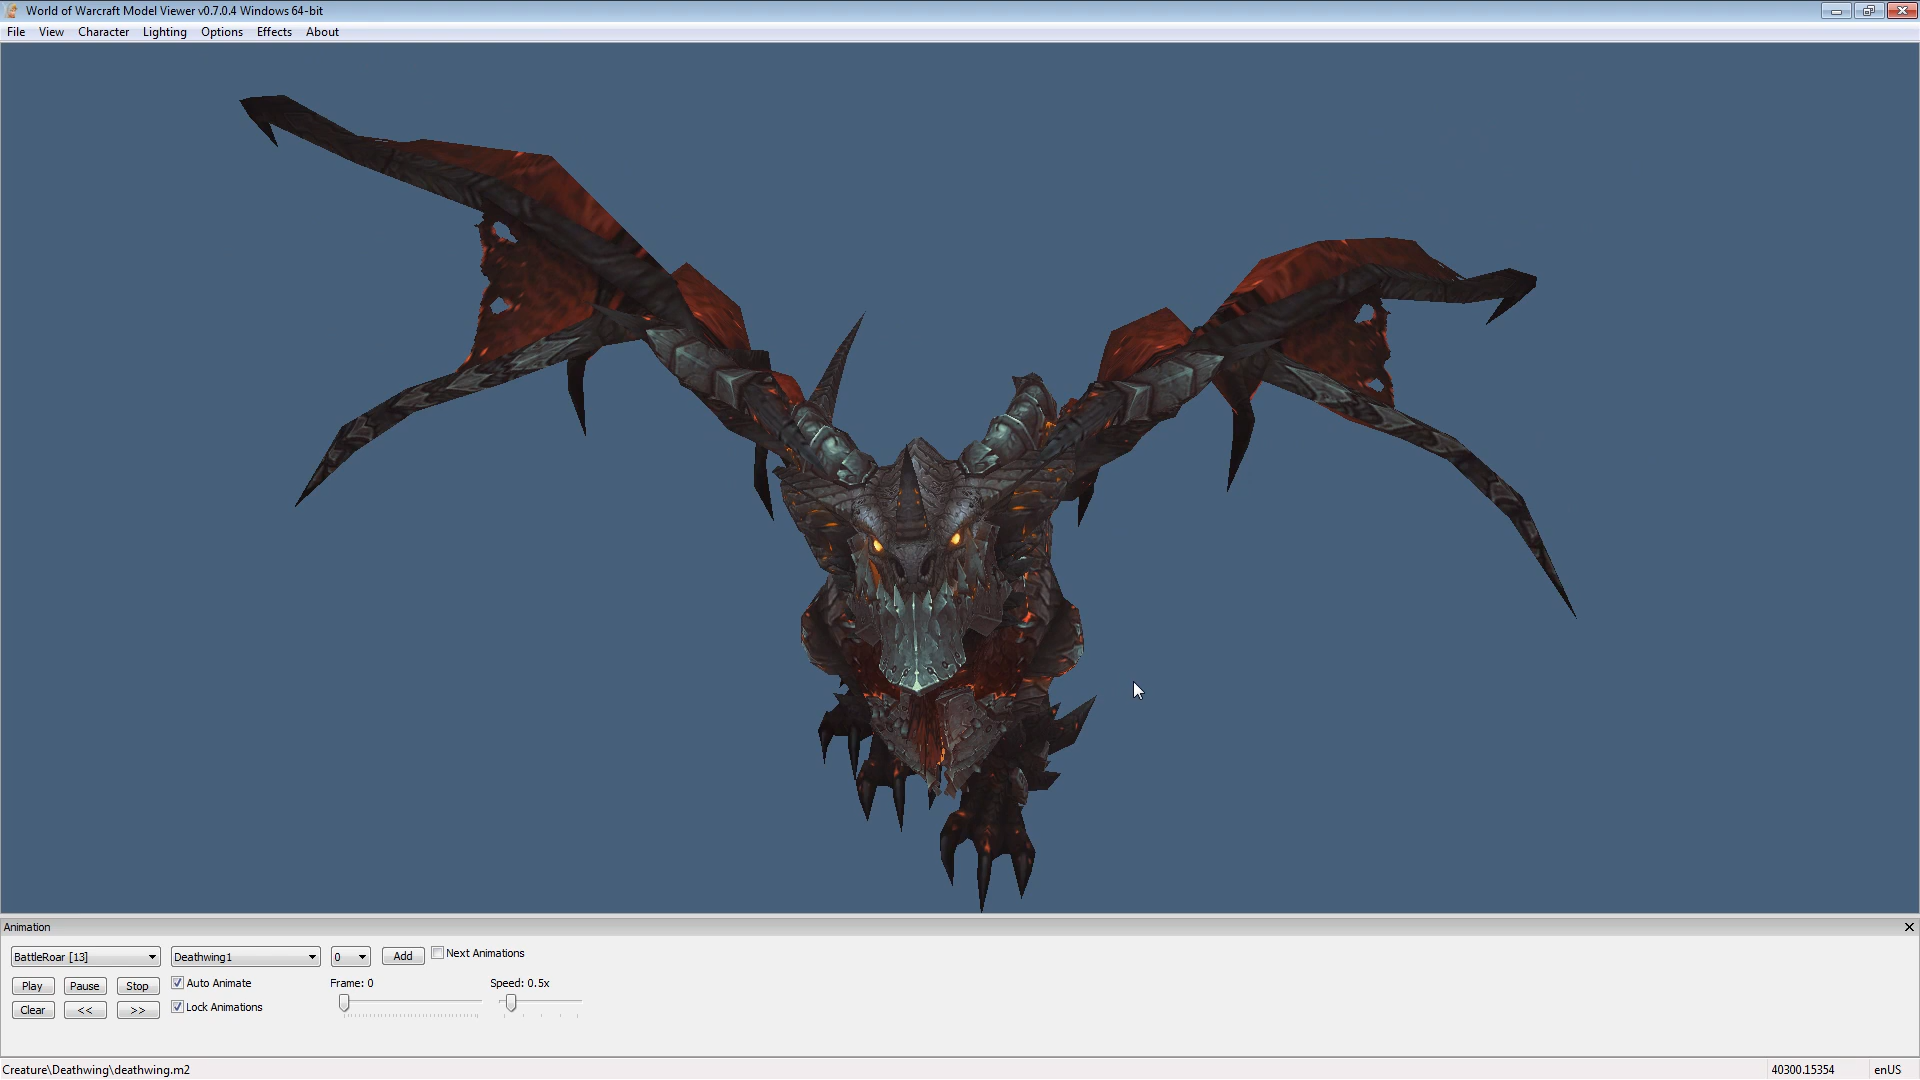 World of Warcraft Model Viewer v0.7.0.4 Windows 64-bit
File View Character Lighting Options Effects About
Animation
BattleRoar [13] Deathwing1 0 Add Next Animations
Play Pause Stop Auto Animate Frame: 0 Speed: 0.5x
Clear << >> Lock Animations
Creature\Deathwing\deathwing.m2 40300.15354 enUS